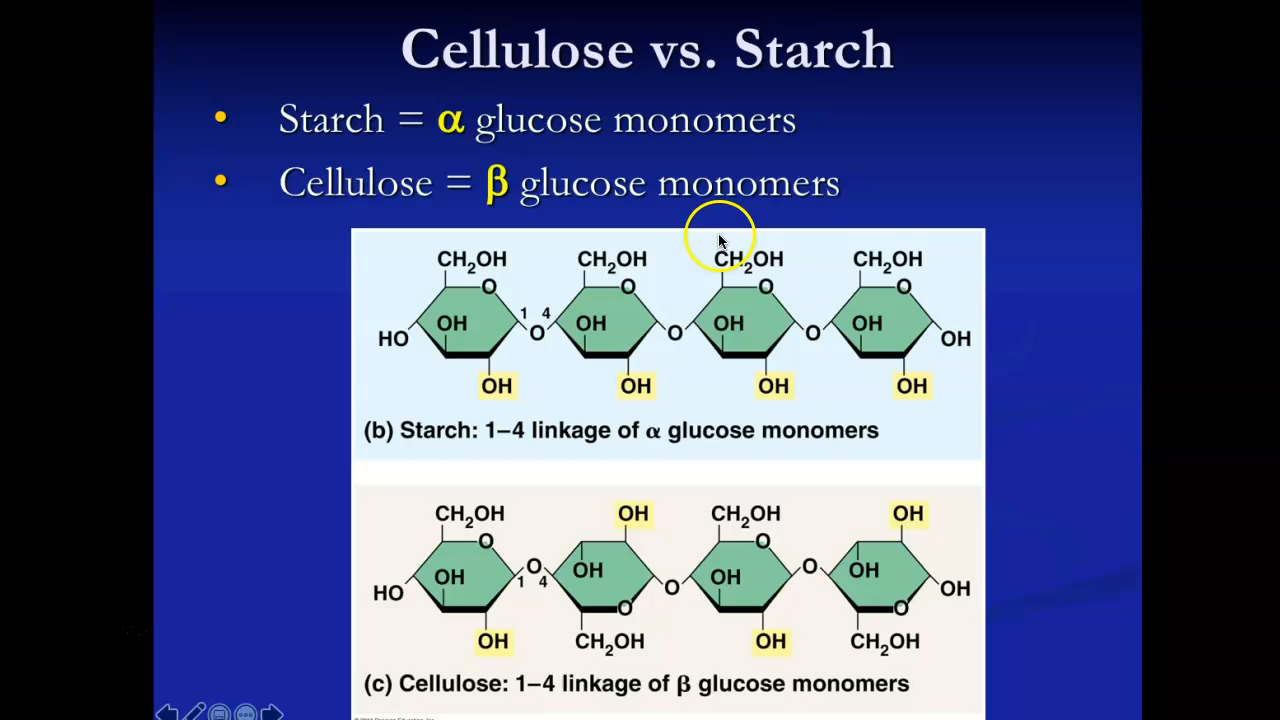 Cellulose vs. Starch
• Starch = α glucose monomers
• Cellulose = β glucose monomers
CH2OH CH2OH CH2OH CH2OH
O O O O
1 4
OH OH OH OH
HO O O O OH
OH OH OH OH
(b) Starch: 1–4 linkage of α glucose monomers
CH2OH OH CH2OH OH
O O
O O
OH OH OH OH
1 4
HO O OH
O O
OH CH2OH OH CH2OH
(c) Cellulose: 1–4 linkage of β glucose monomers